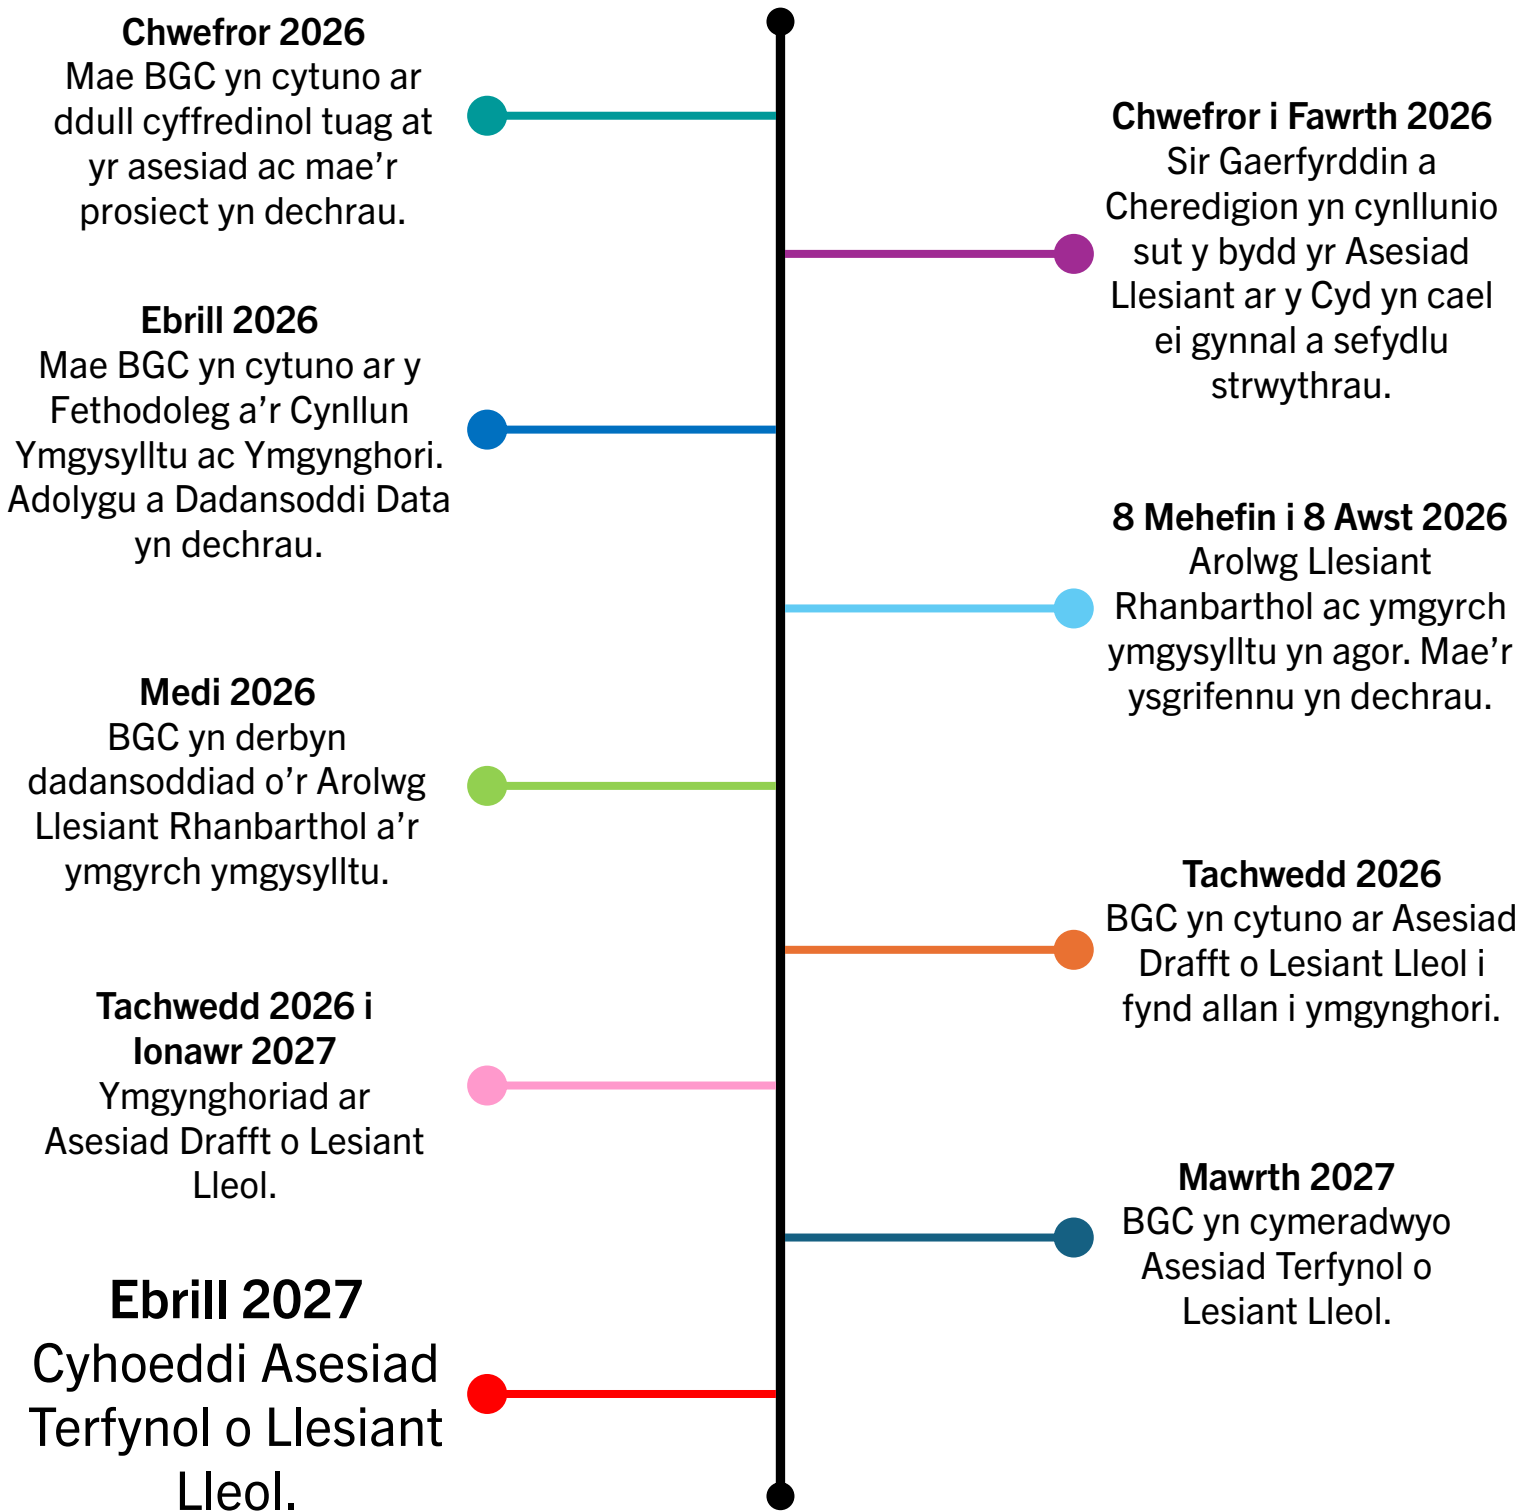 Chwefror 2026
Mae BGC yn cytuno ar
ddull cyffredinol tuag at
yr asesiad ac mae’r
prosiect yn dechrau.
Chwefror i Fawrth 2026
Sir Gaerfyrddin a
Cheredigion yn cynllunio
sut y bydd yr Asesiad
Llesiant ar y Cyd yn cael
ei gynnal a sefydlu
strwythrau.
Ebrill 2026
Mae BGC yn cytuno ar y
Fethodoleg a’r Cynllun
Ymgysylltu ac Ymgynghori.
Adolygu a Dadansoddi Data
yn dechrau.
8 Mehefin i 8 Awst 2026
Arolwg Llesiant
Rhanbarthol ac ymgyrch
ymgysylltu yn agor. Mae’r
ysgrifennu yn dechrau.
Medi 2026
BGC yn derbyn
dadansoddiad o’r Arolwg
Llesiant Rhanbarthol a’r
ymgyrch ymgysylltu.
Tachwedd 2026
BGC yn cytuno ar Asesiad
Drafft o Lesiant Lleol i
fynd allan i ymgynghori.
Tachwedd 2026 i
Ionawr 2027
Ymgynghoriad ar
Asesiad Drafft o Lesiant
Lleol.
Mawrth 2027
BGC yn cymeradwyo
Asesiad Terfynol o
Lesiant Lleol.
Ebrill 2027
Cyhoeddi Asesiad
Terfynol o Llesiant
Lleol.